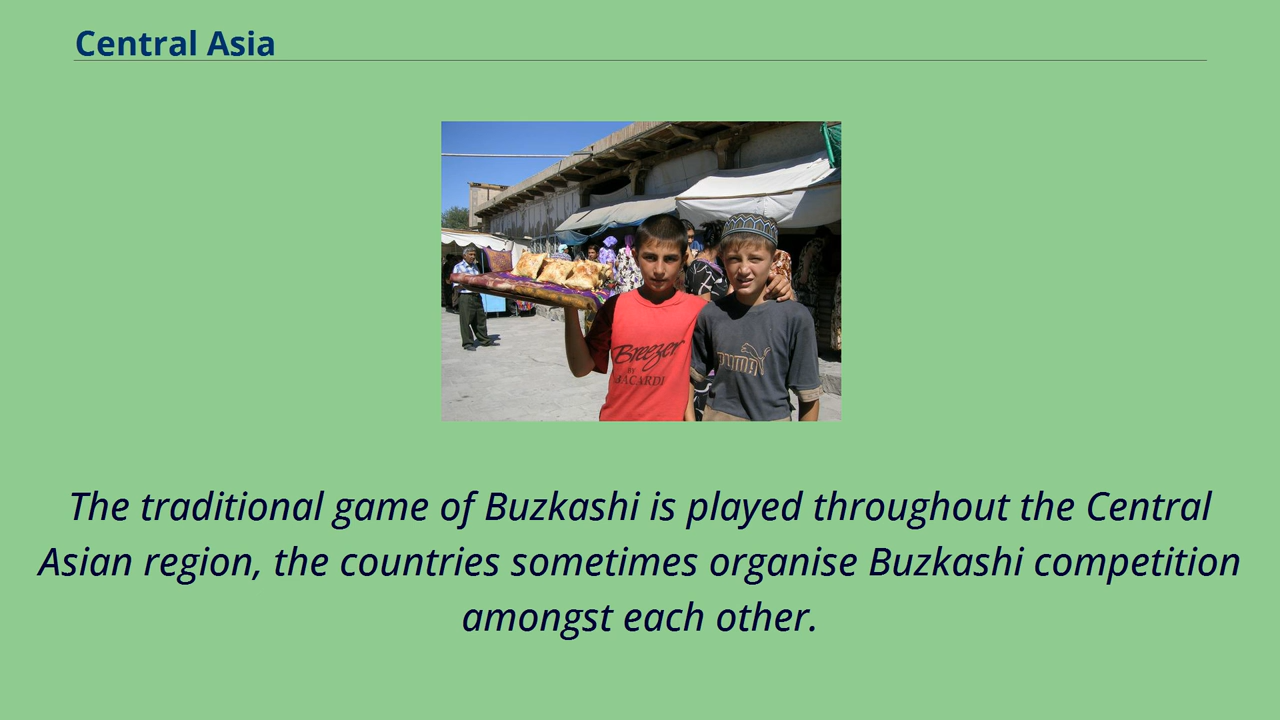 Central Asia
Breezer
BY
BACARDI
PUMA
The traditional game of Buzkashi is played throughout the Central
Asian region, the countries sometimes organise Buzkashi competition
amongst each other.